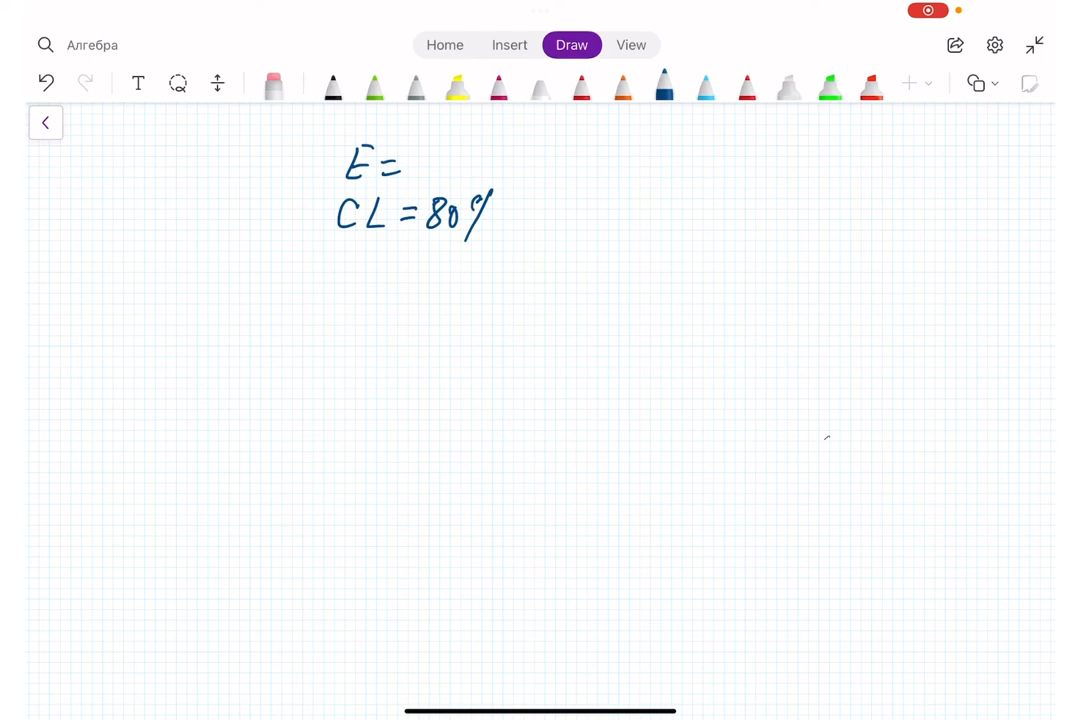 Алгебра
Home Insert Draw View
T
E =
CL = 80%